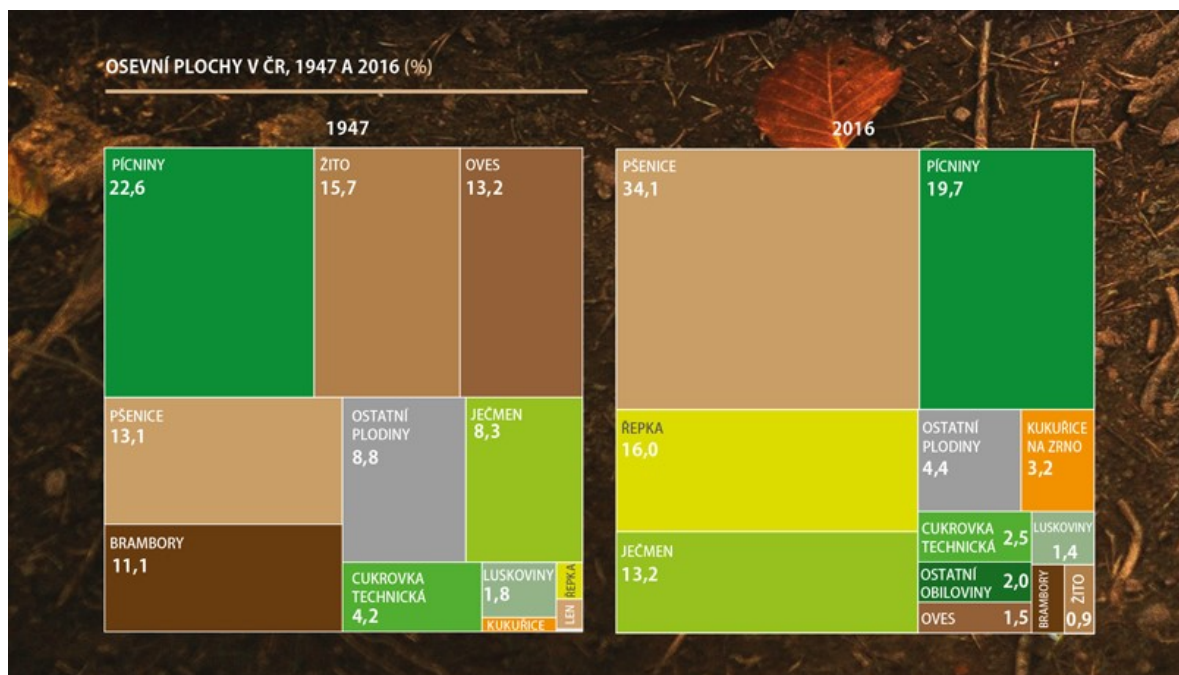 OSEVNÍ PLOCHY V ČR, 1947 A 2016 (%)
1947
PÍCNINY
22,6
ŽITO
15,7
OVES
13,2
PŠENICE
13,1
OSTATNÍ
PLODINY
8,8
JEČMEN
8,3
BRAMBORY
11,1
CUKROVKA
TECHNICKÁ
4,2
LUSKOVINY
1,8
KUKUŘICE
ŘEPKA
LEN
2016
PŠENICE
34,1
PÍCNINY
19,7
ŘEPKA
16,0
OSTATNÍ
PLODINY
4,4
KUKUŘICE
NA ZRNO
3,2
JEČMEN
13,2
CUKROVKA
TECHNICKÁ 2,5
LUSKOVINY
1,4
OSTATNÍ
OBILOVINY 2,0
OVES 1,5
BRAMBORY
ŽITO
0,9